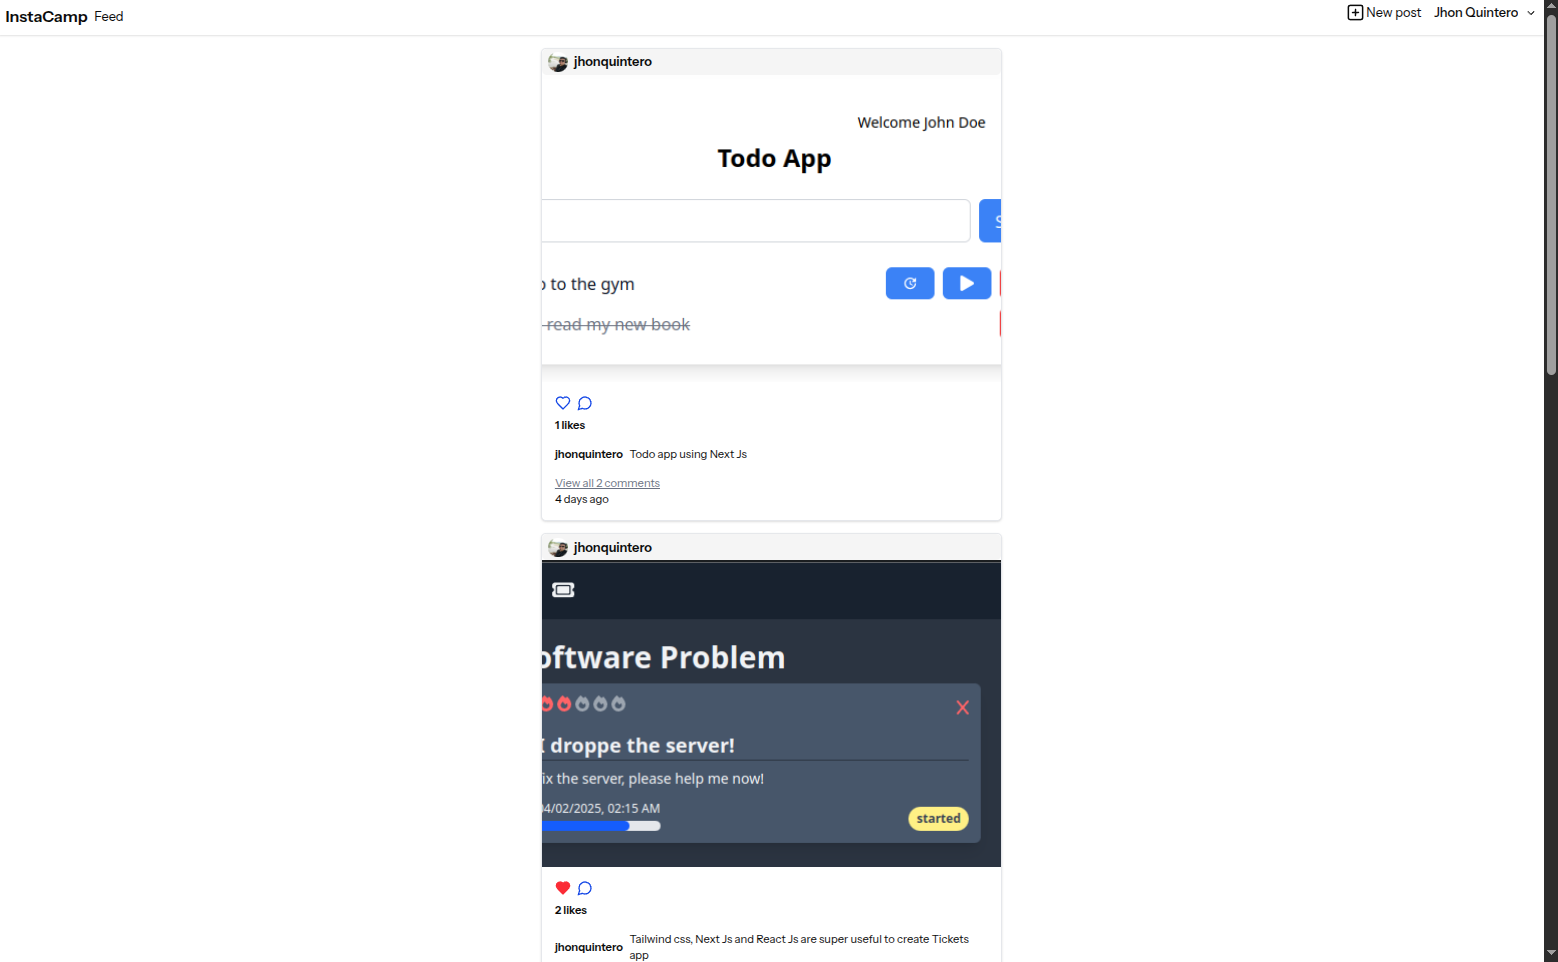 InstaCamp Feed
New post Jhon Quintero
jhonquintero
Welcome John Doe
Todo App
to the gym
read my new book
1 likes
jhonquintero Todo app using Next Js
View all 2 comments
4 days ago
jhonquintero
oftware Problem
I droppe the server!
ix the server, please help me now!
04/02/2025, 02:15 AM
started
2 likes
jhonquintero Tailwind css, Next Js and React Js are super useful to create Tickets
app